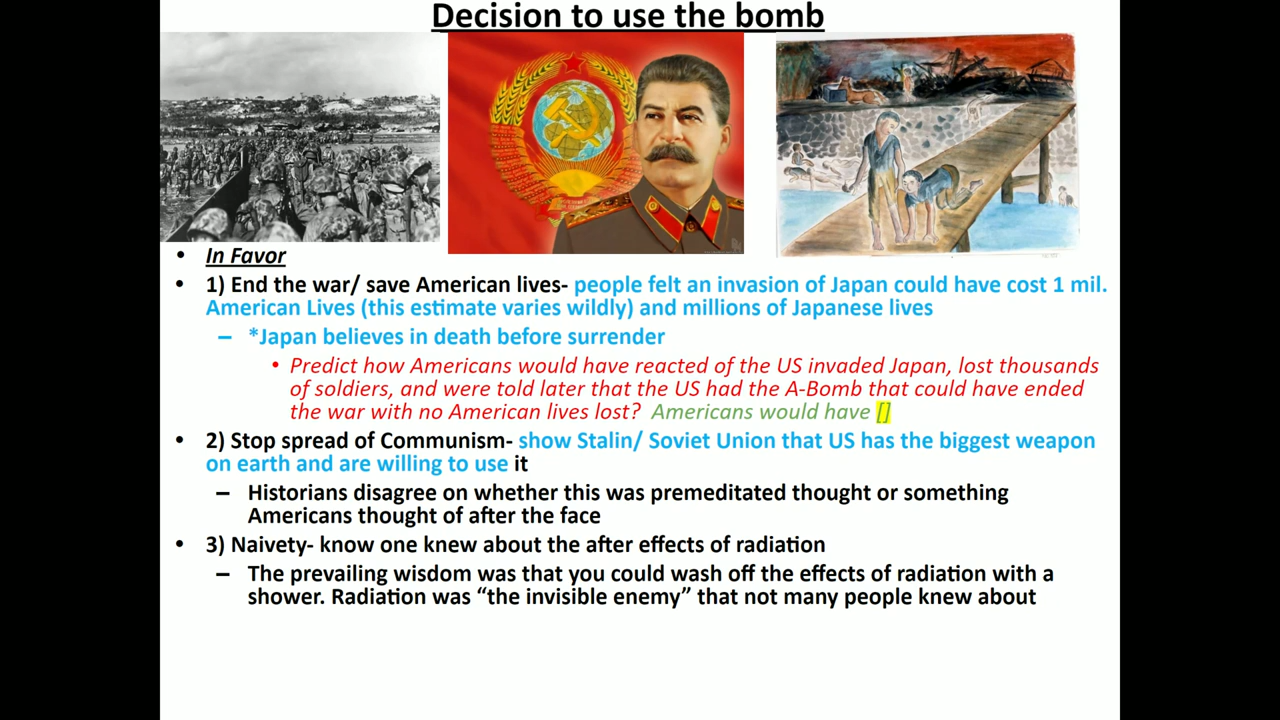 Decision to use the bomb
• In Favor
• 1) End the war/ save American lives- people felt an invasion of Japan could have cost 1 mil.
American Lives (this estimate varies wildly) and millions of Japanese lives
– *Japan believes in death before surrender
• Predict how Americans would have reacted of the US invaded Japan, lost thousands
of soldiers, and were told later that the US had the A-Bomb that could have ended
the war with no American lives lost? Americans would have []
• 2) Stop spread of Communism- show Stalin/ Soviet Union that US has the biggest weapon
on earth and are willing to use it
– Historians disagree on whether this was premeditated thought or something
Americans thought of after the face
• 3) Naivety- know one knew about the after effects of radiation
– The prevailing wisdom was that you could wash off the effects of radiation with a
shower. Radiation was “the invisible enemy” that not many people knew about